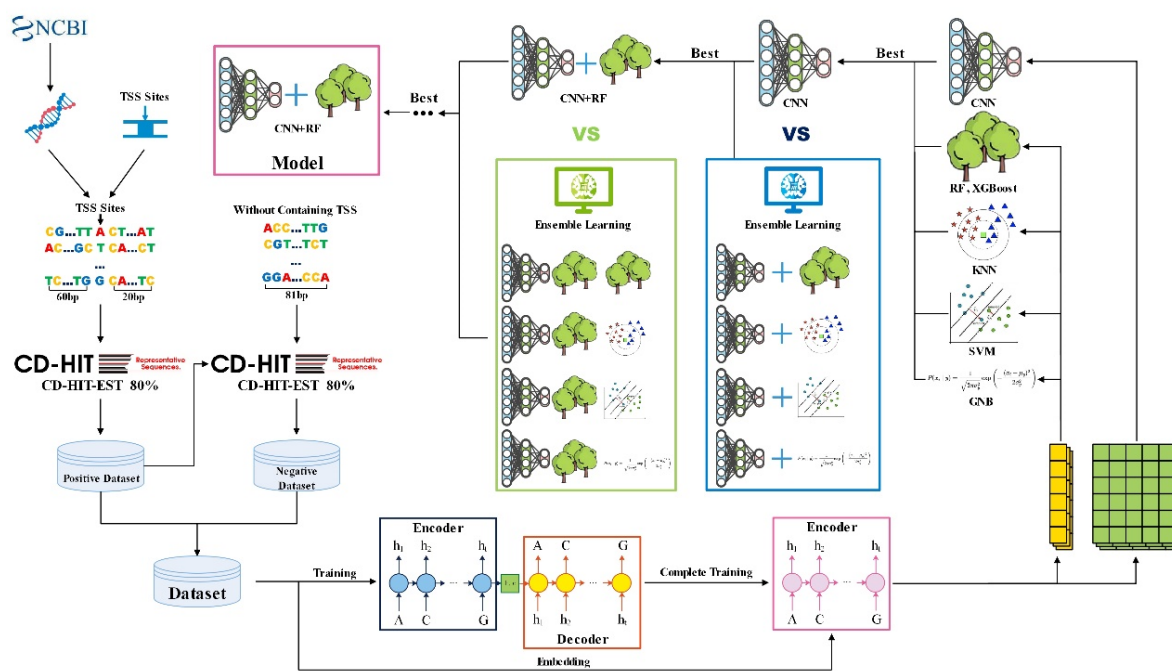 NCBI
TSS Sites
TSS Sites
CG...TT A CT...AT
AC...GC T CA...CT
...
TC...TG G CA...TC
60bp
20bp
Without Containing TSS
ACC...TTG
CGT...TCT
...
GGA...CCA
81bp
CD-HIT
Representative
Sequences.
CD-HIT-EST 80%
CD-HIT
Representative
Sequences.
CD-HIT-EST 80%
Positive Dataset
Negative
Dataset
Dataset
CNN+RF
Model
Best
...
CNN+RF
VS
Ensemble Learning
Best
CNN
VS
Ensemble Learning
Best
CNN
RF, XGBoost
KNN
SVM
GNB
Training
Encoder
h₁ h₂ hₜ
...
A C G
A C G
...
h₁ h₂ hₜ
Decoder
Complete Training
Encoder
h₁ h₂ hₜ
...
A C G
Embedding